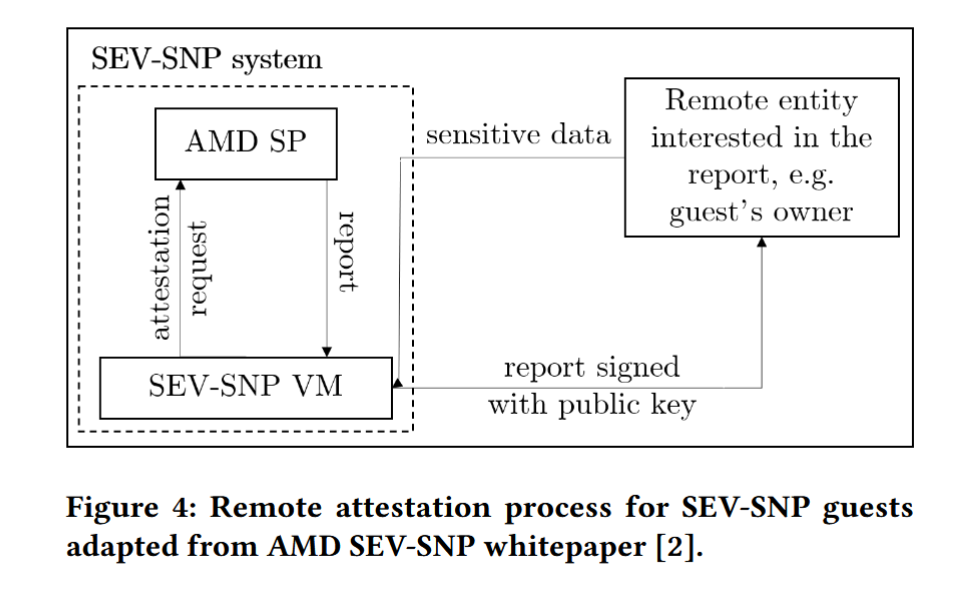 SEV-SNP system
AMD SP
attestation
request
report
SEV-SNP VM
sensitive data
Remote entity
interested in the
report, e.g.
guest's owner
report signed
with public key
Figure 4: Remote attestation process for SEV-SNP guests
adapted from AMD SEV-SNP whitepaper [2].